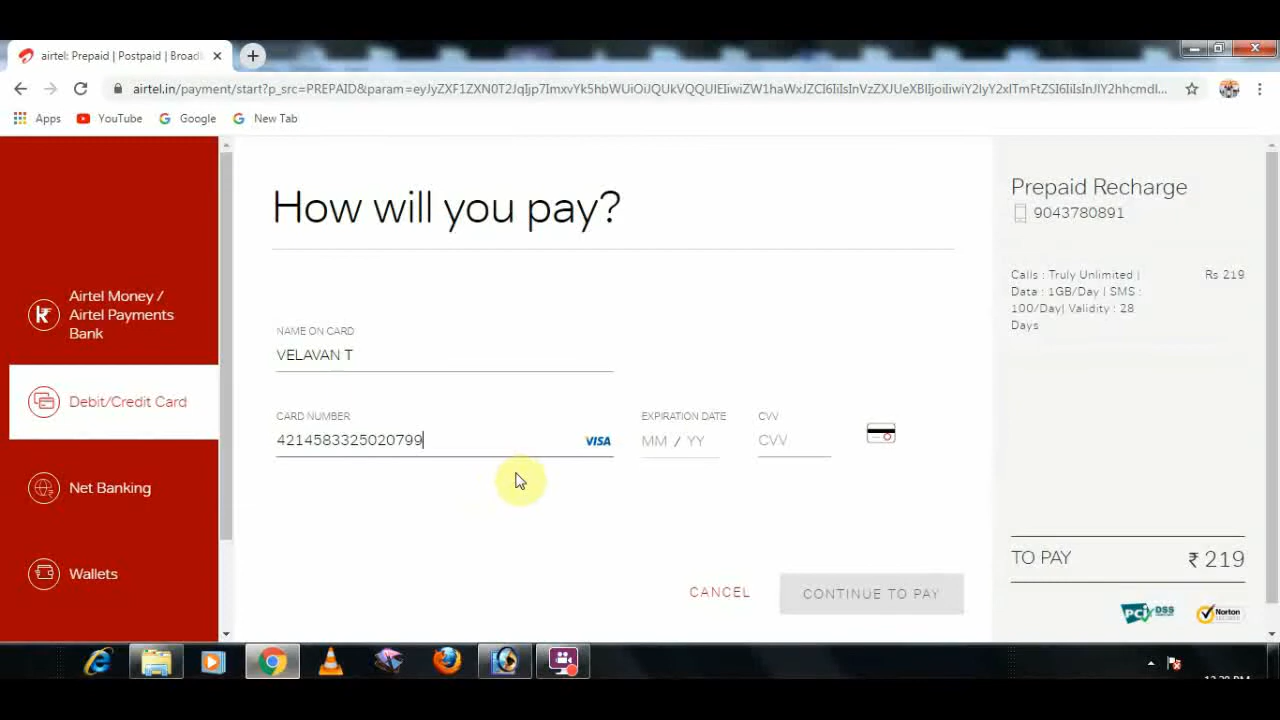 airtel: Prepaid | Postpaid | Broadb
airtel.in/payment/start?p_src=PREPAID&param=
Apps YouTube Google New Tab
Airtel Money /
Airtel Payments
Bank
Debit/Credit Card
Net Banking
Wallets
How will you pay?
NAME ON CARD
VELAVAN T
CARD NUMBER EXPIRATION DATE CVV
4214583325020799 VISA MM / YY CVV
CANCEL CONTINUE TO PAY
Prepaid Recharge
9043780891
Calls : Truly Unlimited | Rs 219
Data : 1GB/Day | SMS :
100/Day| Validity : 28
Days
TO PAY ₹ 219
PCI DSS Norton